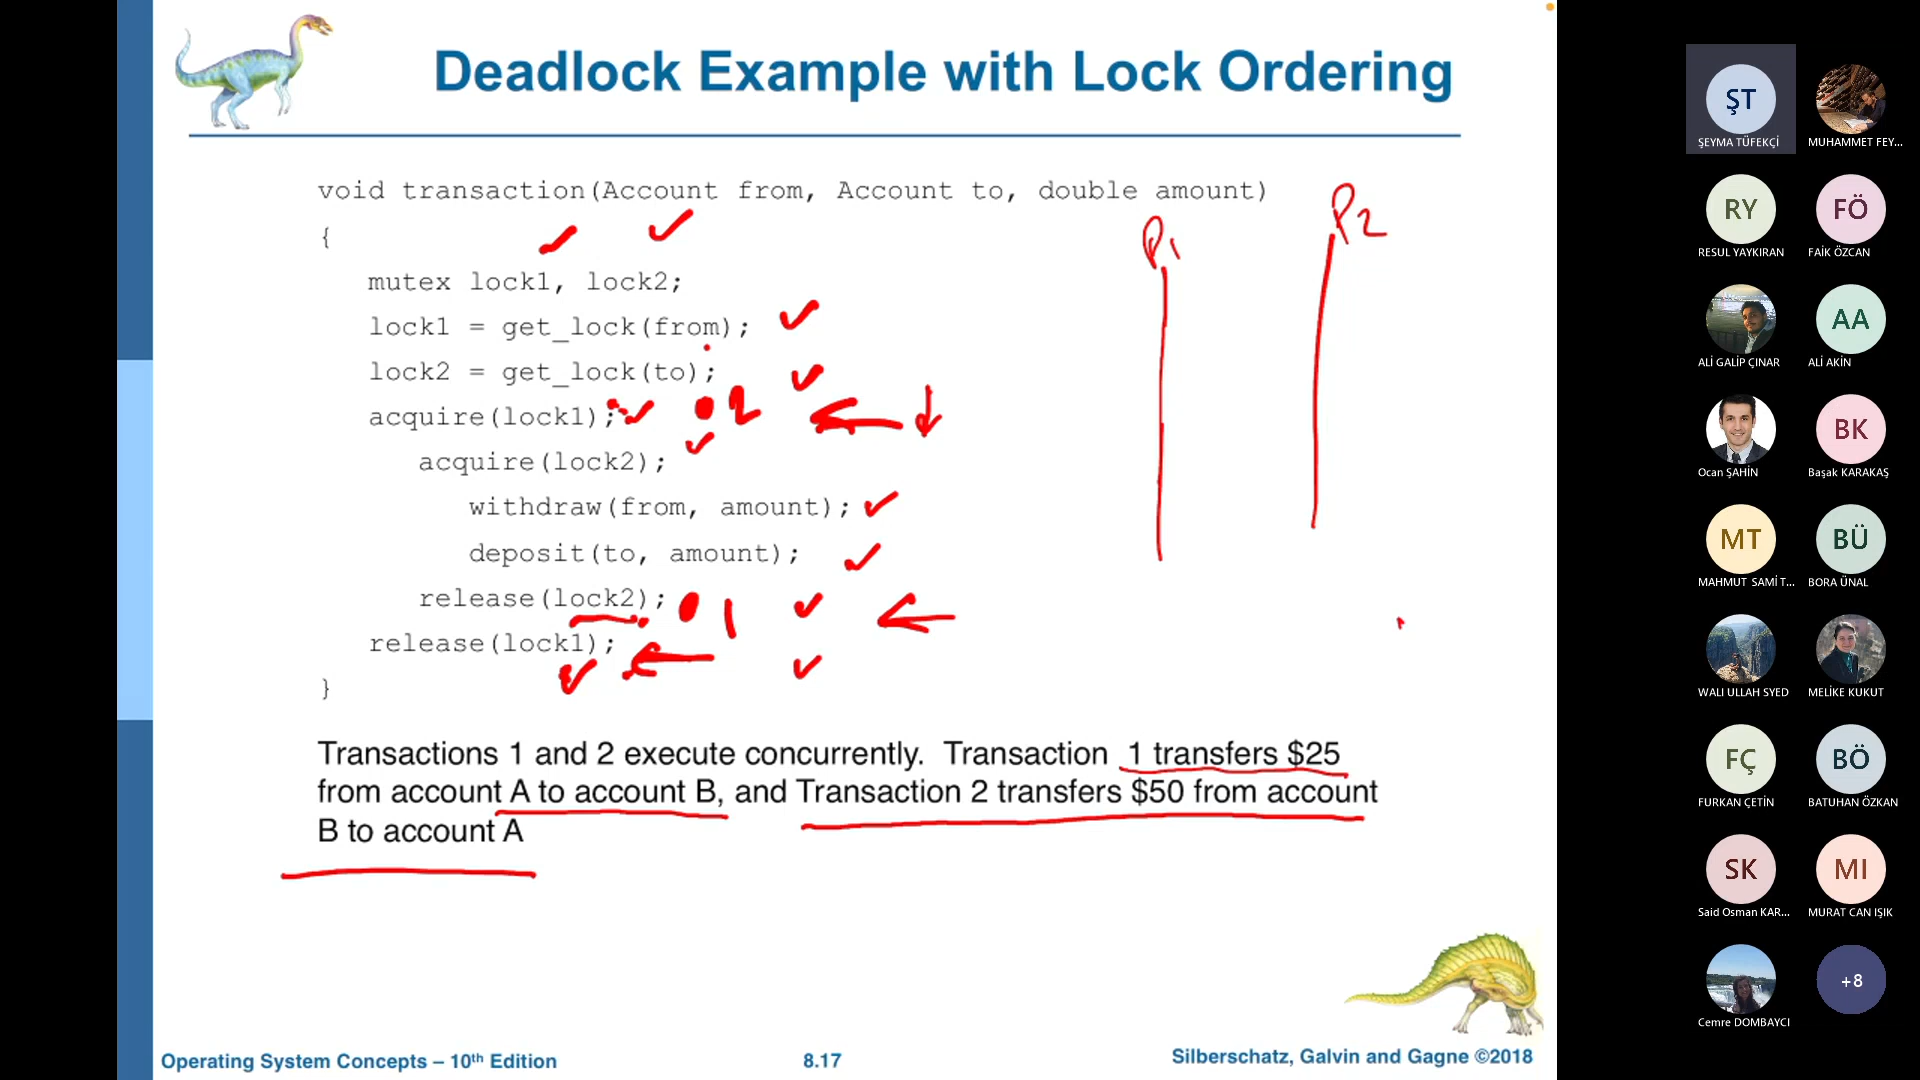 Deadlock Example with Lock Ordering
void transaction(Account from, Account to, double amount)
{
mutex lock1, lock2;
lock1 = get_lock(from);
lock2 = get_lock(to);
acquire(lock1);
2
acquire(lock2);
withdraw(from, amount);
deposit(to, amount);
release(lock2);
1
release(lock1);
}
P1
P2
Transactions 1 and 2 execute concurrently. Transaction 1 transfers $25
from account A to account B, and Transaction 2 transfers $50 from account
B to account A
Operating System Concepts – 10th Edition
8.17
Silberschatz, Galvin and Gagne ©2018
ŞT
ŞEYMA TÜFEKÇİ
MUHAMMET FEY...
RY
RESUL YAYKIRAN
FÖ
FAİK ÖZCAN
ALİ GALİP ÇINAR
AA
ALİ AKİN
Ocan ŞAHİN
BK
Başak KARAKAŞ
MT
MAHMUT SAMİ T...
BÜ
BORA ÜNAL
WALI ULLAH SYED
MELİKE KUKUT
FÇ
FURKAN ÇETİN
BÖ
BATUHAN ÖZKAN
SK
Said Osman KAR...
MI
MURAT CAN IŞIK
Cemre DOMBAYCI
+8